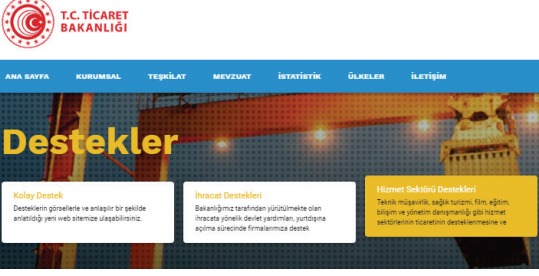 T.C. TİCARET
BAKANLIĞI
ANA SAYFA KURUMSAL TEŞKİLAT MEVZUAT İSTATİSTİK ÜLKELER İLETİŞİM
Destekler
Kolay Destek
Desteklerin görsellerle ve anlaşılır bir şekilde
anlatıldığı yeni web sitemize ulaşabilirsiniz.
İhracat Destekleri
Bakanlığımız tarafından yürütülmekte olan
ihracata yönelik devlet yardımları, yurtdışına
açılma sürecinde firmalarımıza destek
Hizmet Sektörü Destekleri
Teknik müşavirlik, sağlık turizmi, film, eğitim,
bilişim ve yönetim danışmanlığı gibi hizmet
sektörlerinin ticaretinin desteklenmesine ve